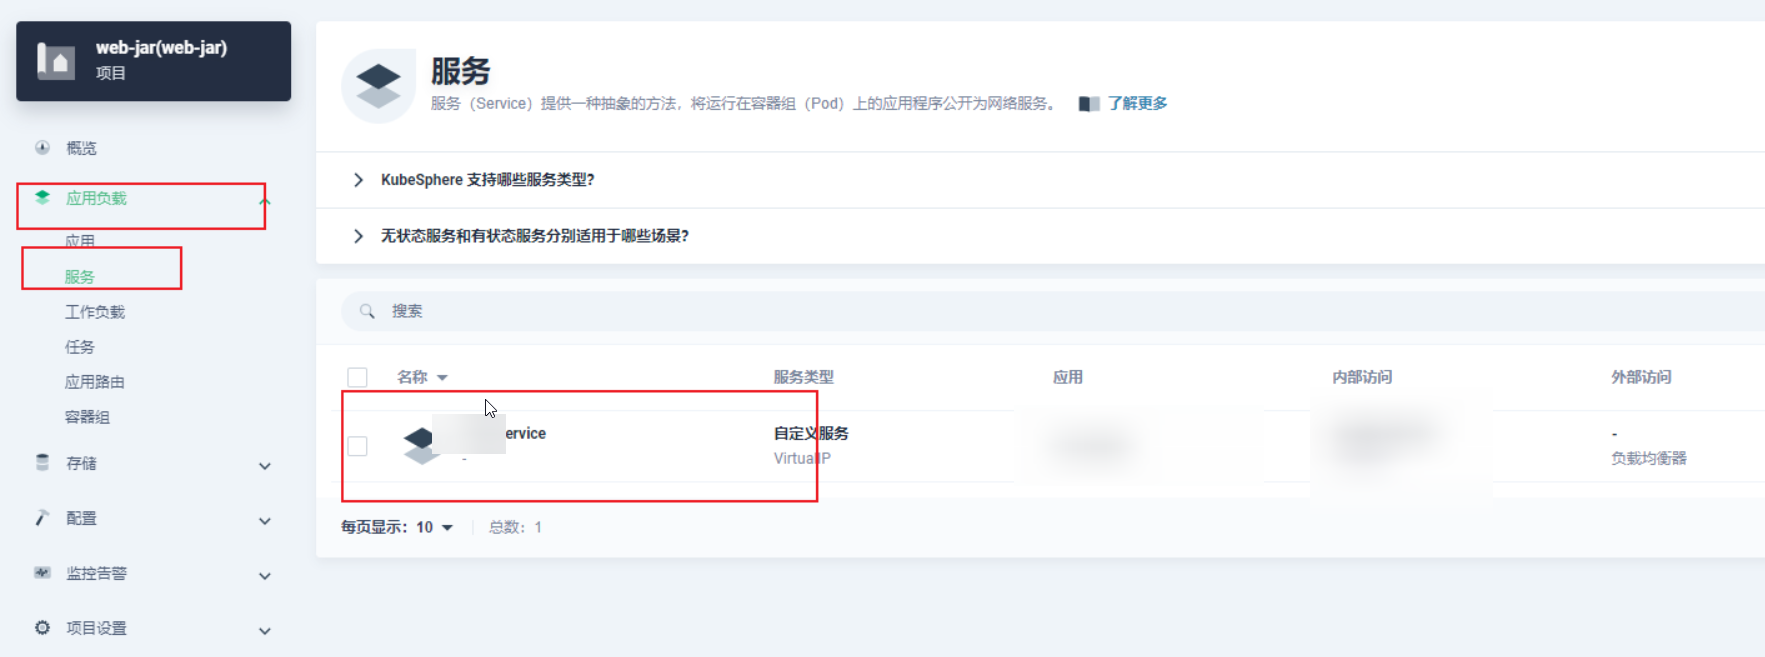 web-jar(web-jar)
项目
概览
应用负载
应用
服务
工作负载
任务
应用路由
容器组
存储
配置
监控告警
项目设置
服务
服务（Service）提供一种抽象的方法，将运行在容器组（Pod）上的应用程序公开为网络服务。 了解更多
KubeSphere 支持哪些服务类型?
无状态服务和有状态服务分别适用于哪些场景?
搜索
名称 服务类型 应用 内部访问 外部访问
ervice 自定义服务 -
- VirtualIP 负载均衡器
每页显示：10 总数：1